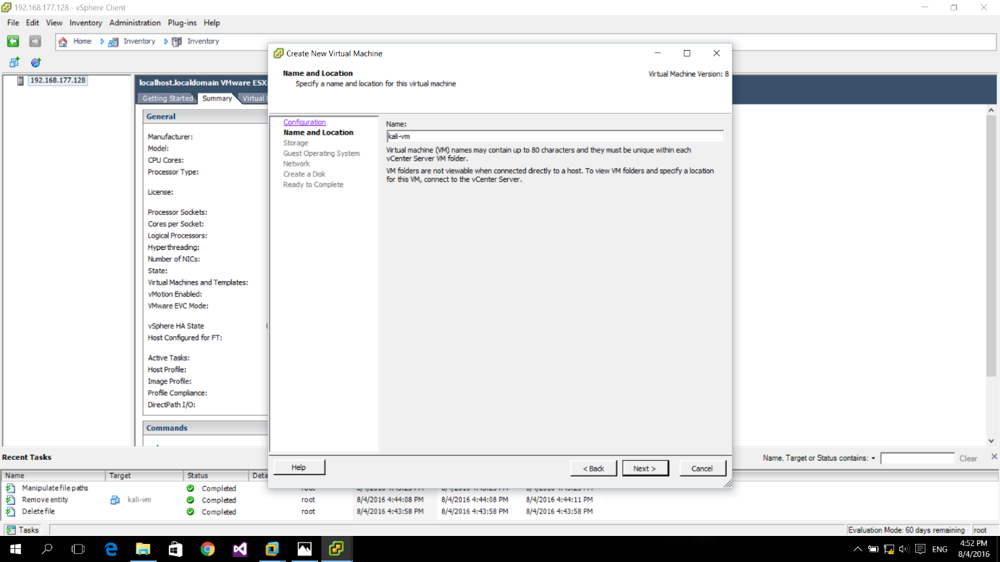 192.168.177.128 - vSphere Client
File Edit View Inventory Administration Plug-ins Help
Home Inventory Inventory
192.168.177.128
localhost.localdomain VMware ESX
Getting Started Summary Virtual
General
Manufacturer:
Model:
CPU Cores:
Processor Type:
License:
Processor Sockets:
Cores per Socket:
Logical Processors:
Hyperthreading:
Number of NICs:
State:
Virtual Machines and Templates:
vMotion Enabled:
VMware EVC Mode:
vSphere HA State
Host Configured for FT:
Active Tasks:
Host Profile:
Image Profile:
Profile Compliance:
DirectPath I/O:
Commands
Create New Virtual Machine
Name and Location
Virtual Machine Version: 8
Specify a name and location for this virtual machine
Configuration
Name and Location
Storage
Guest Operating System
Network
Create a Disk
Ready to Complete
Name:
kali-vm
Virtual machine (VM) names may contain up to 80 characters and they must be unique within each
vCenter Server VM folder.
VM folders are not viewable when connected directly to a host. To view VM folders and specify a location
for this VM, connect to the vCenter Server.
Help < Back Next > Cancel
Recent Tasks
Name, Target or Status contains: Clear
Name Target Status Deta
Manipulate file paths Completed
Remove entity kali-vm Completed root 8/4/2016 4:44:08 PM 8/4/2016 4:44:08 PM 8/4/2016 4:44:11 PM
Delete file Completed root 8/4/2016 4:43:58 PM 8/4/2016 4:43:58 PM 8/4/2016 4:43:58 PM
Tasks Evaluation Mode: 60 days remaining root
ENG 4:52 PM
8/4/2016